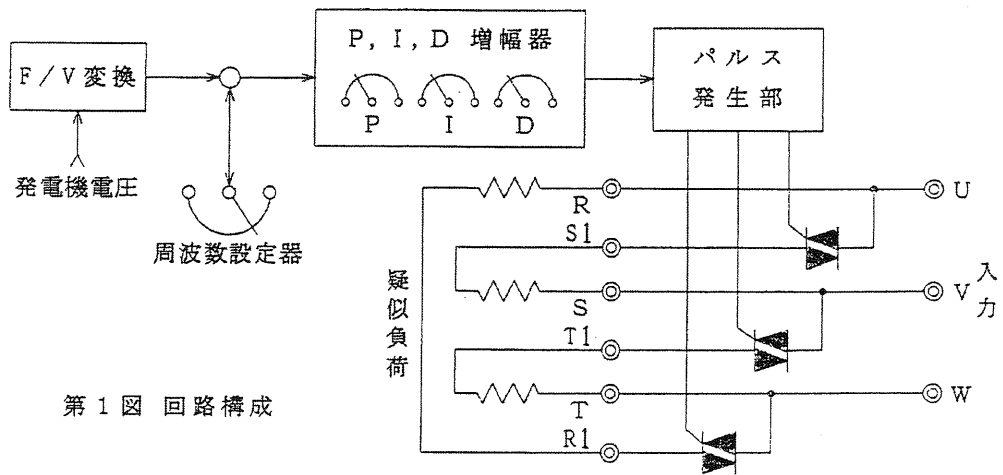 P, I, D 増幅器
P I D
F/V変換
パルス
発生部
発電機電圧
周波数設定器
R
S1
S
T1
T
R1
U
V
W
入力
疑似負荷
第1図 回路構成